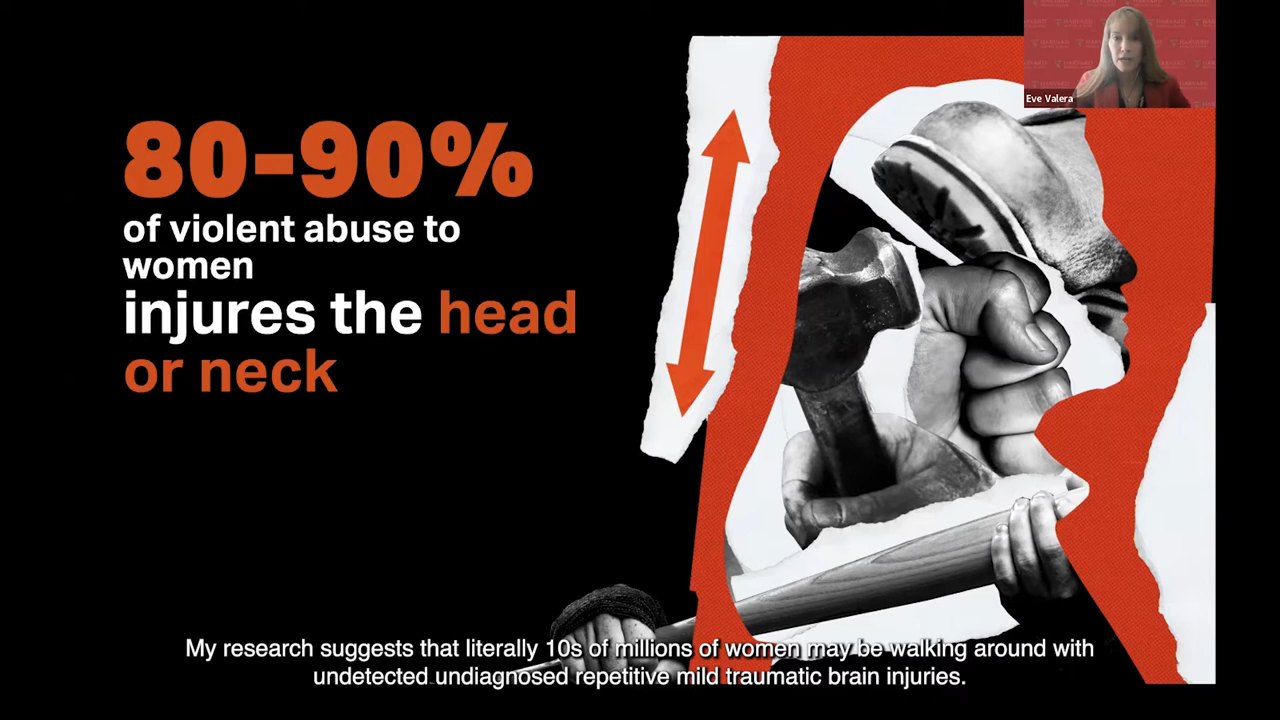 80-90%
of violent abuse to
women
injures the head
or neck
Eve Valera
My research suggests that literally 10s of millions of women may be walking around with
undetected undiagnosed repetitive mild traumatic brain injuries.